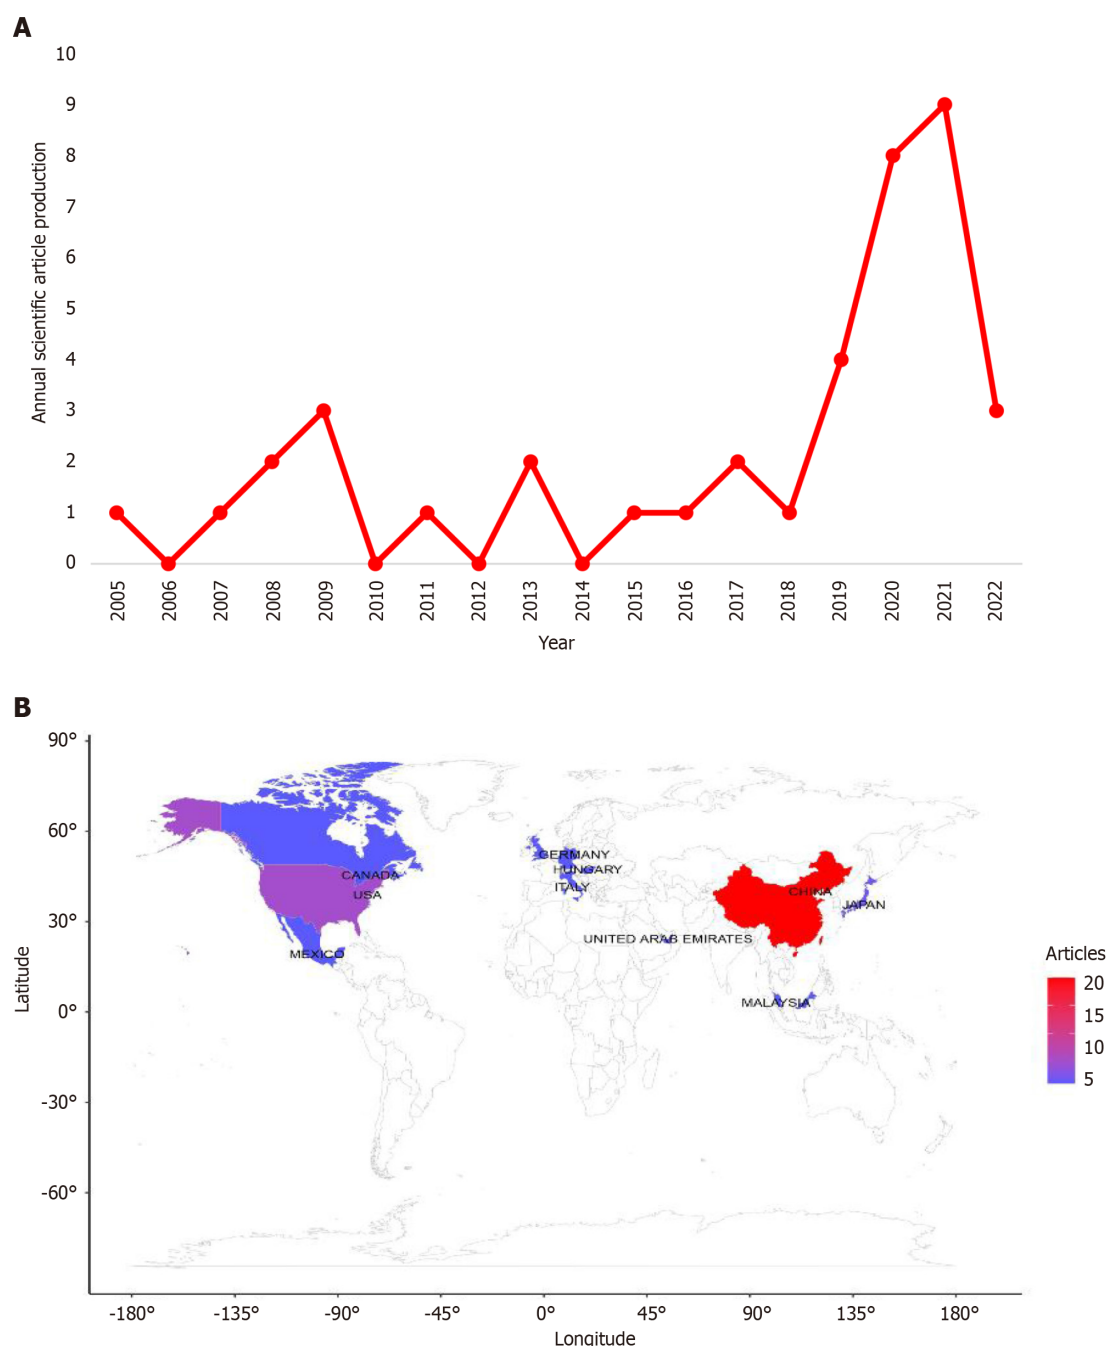 A
10
9
8
7
6
5
4
3
2
1
0
Annual scientific article production
2005 2006 2007 2008 2009 2010 2011 2012 2013 2014 2015 2016 2017 2018 2019 2020 2021 2022
Year
B
90°
60°
30°
0°
-30°
-60°
Latitude
GERMANY
HUNGARY
CANADA
ITALY
CHINA
USA
JAPAN
UNITED ARAB EMIRATES
MEXICO
MALAYSIA
Articles
20
15
10
5
-180° -135° -90° -45° 0° 45° 90° 135° 180°
Longitude